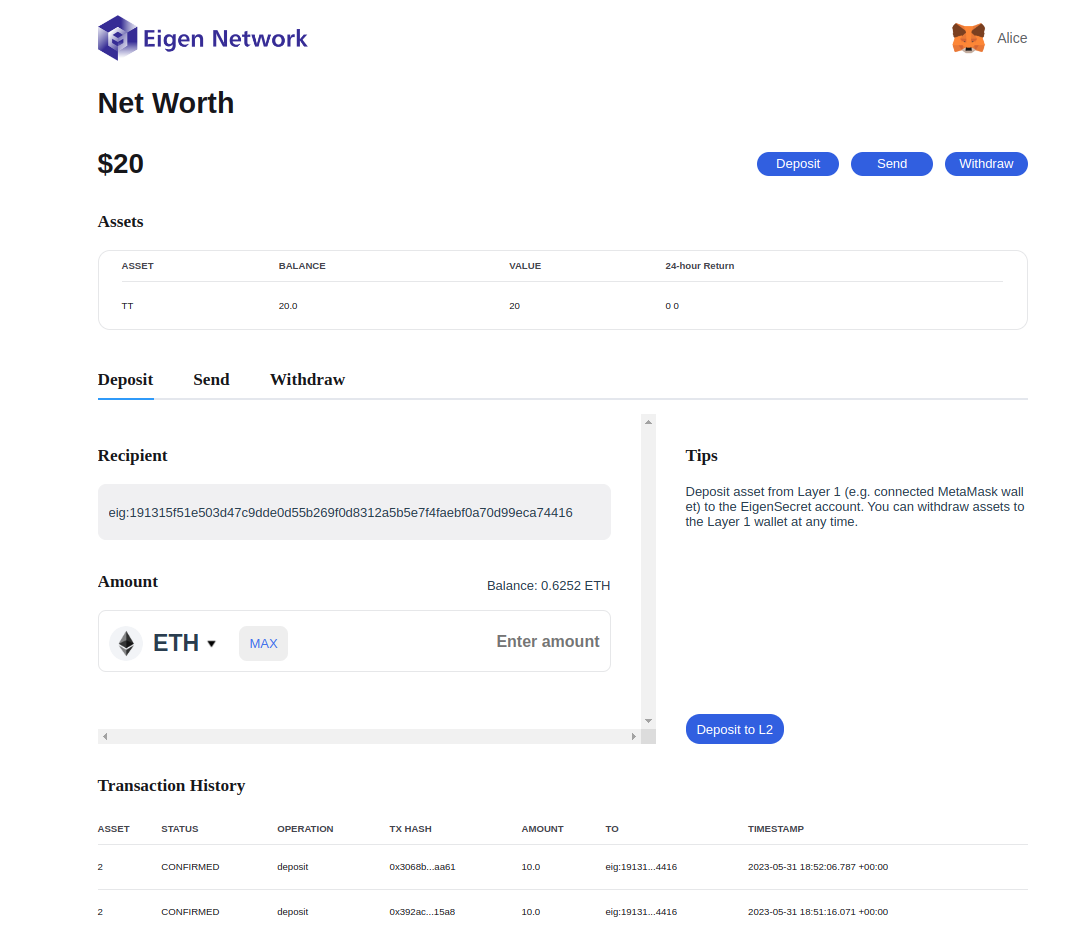 Eigen Network
Alice
Net Worth
$20
Deposit Send Withdraw
Assets
ASSET BALANCE VALUE 24-hour Return
TT 20.0 20 0 0
Deposit Send Withdraw
Recipient
eig:191315f51e503d47c9dde0d55b269f0d8312a5b5e7f4faebf0a70d99eca74416
Amount
Balance: 0.6252 ETH
ETH MAX Enter amount
Tips
Deposit asset from Layer 1 (e.g. connected MetaMask wall
et) to the EigenSecret account. You can withdraw assets to
the Layer 1 wallet at any time.
Deposit to L2
Transaction History
ASSET STATUS OPERATION TX HASH AMOUNT TO TIMESTAMP
2 CONFIRMED deposit 0x3068b...aa61 10.0 eig:19131...4416 2023-05-31 18:52:06.787 +00:00
2 CONFIRMED deposit 0x392ac...15a8 10.0 eig:19131...4416 2023-05-31 18:51:16.071 +00:00